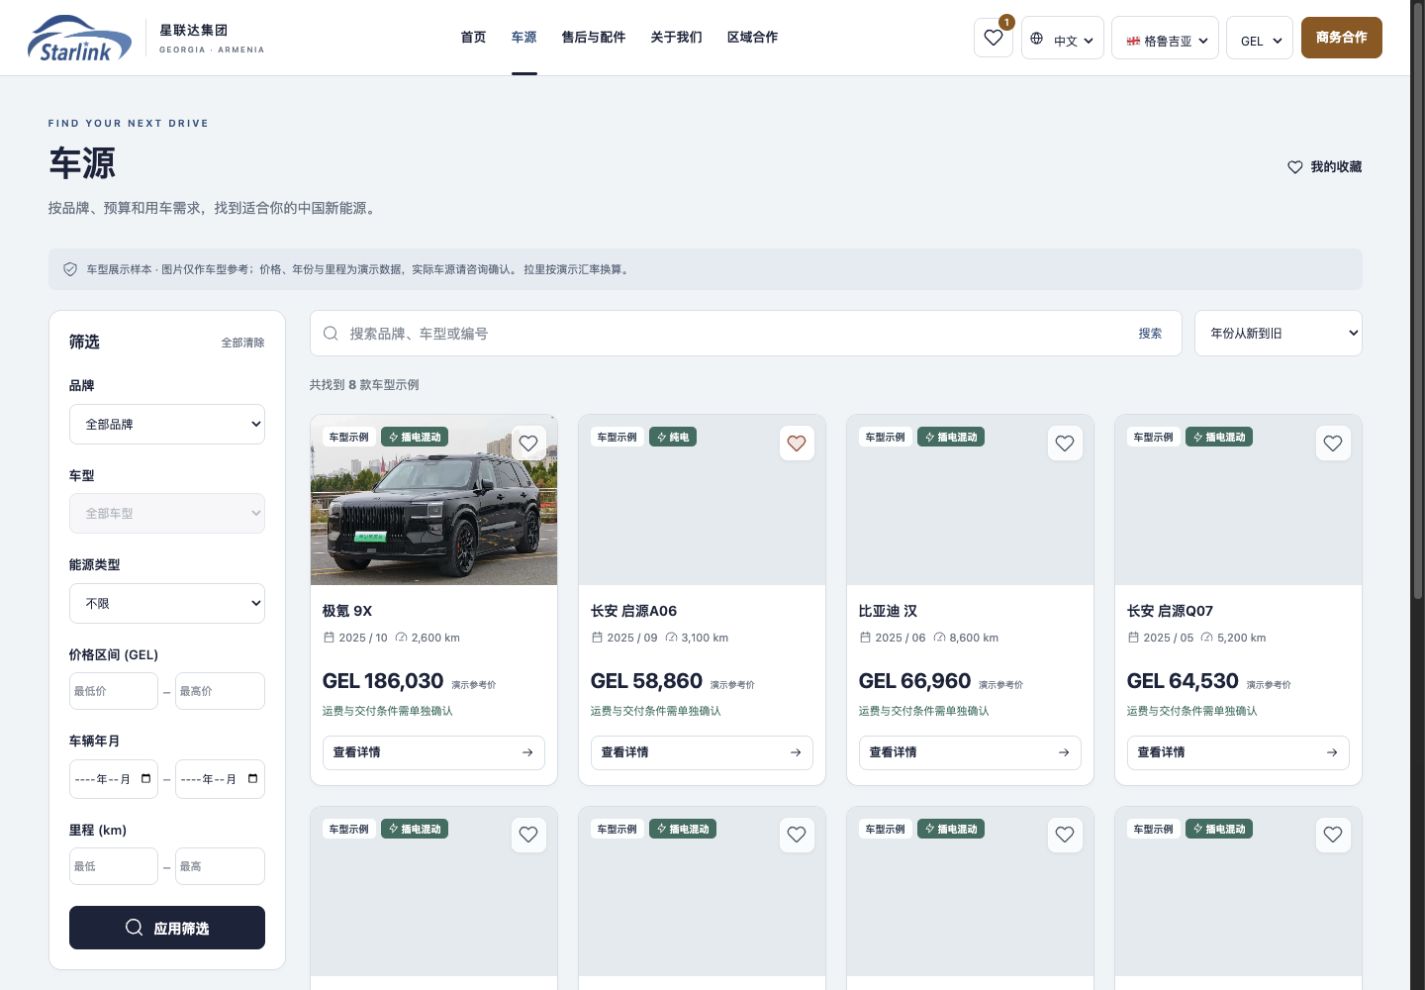 Starlink
星联达集团
GEORGIA · ARMENIA
首页
车源
售后与配件
关于我们
区域合作
1
中文
格鲁吉亚
GEL
商务合作
FIND YOUR NEXT DRIVE
车源
我的收藏
按品牌、预算和用车需求，找到适合你的中国新能源。
车型展示样本 · 图片仅作车型参考；价格、年份与里程为演示数据，实际车源请咨询确认。 拉里按演示汇率换算。
筛选
全部清除
品牌
全部品牌
车型
全部车型
能源类型
不限
价格区间 (GEL)
最低价
–
最高价
车辆年月
----年--月
–
----年--月
里程 (km)
最低
–
最高
应用筛选
搜索品牌、车型或编号
搜索
年份从新到旧
共找到 8 款车型示例
车型示例
插电混动
极氪 9X
2025 / 10
2,600 km
GEL 186,030
演示参考价
运费与交付条件需单独确认
查看详情
车型示例
纯电
长安 启源A06
2025 / 09
3,100 km
GEL 58,860
演示参考价
运费与交付条件需单独确认
查看详情
车型示例
插电混动
比亚迪 汉
2025 / 06
8,600 km
GEL 66,960
演示参考价
运费与交付条件需单独确认
查看详情
车型示例
插电混动
长安 启源Q07
2025 / 05
5,200 km
GEL 64,530
演示参考价
运费与交付条件需单独确认
查看详情
车型示例
插电混动
车型示例
插电混动
车型示例
插电混动
车型示例
插电混动